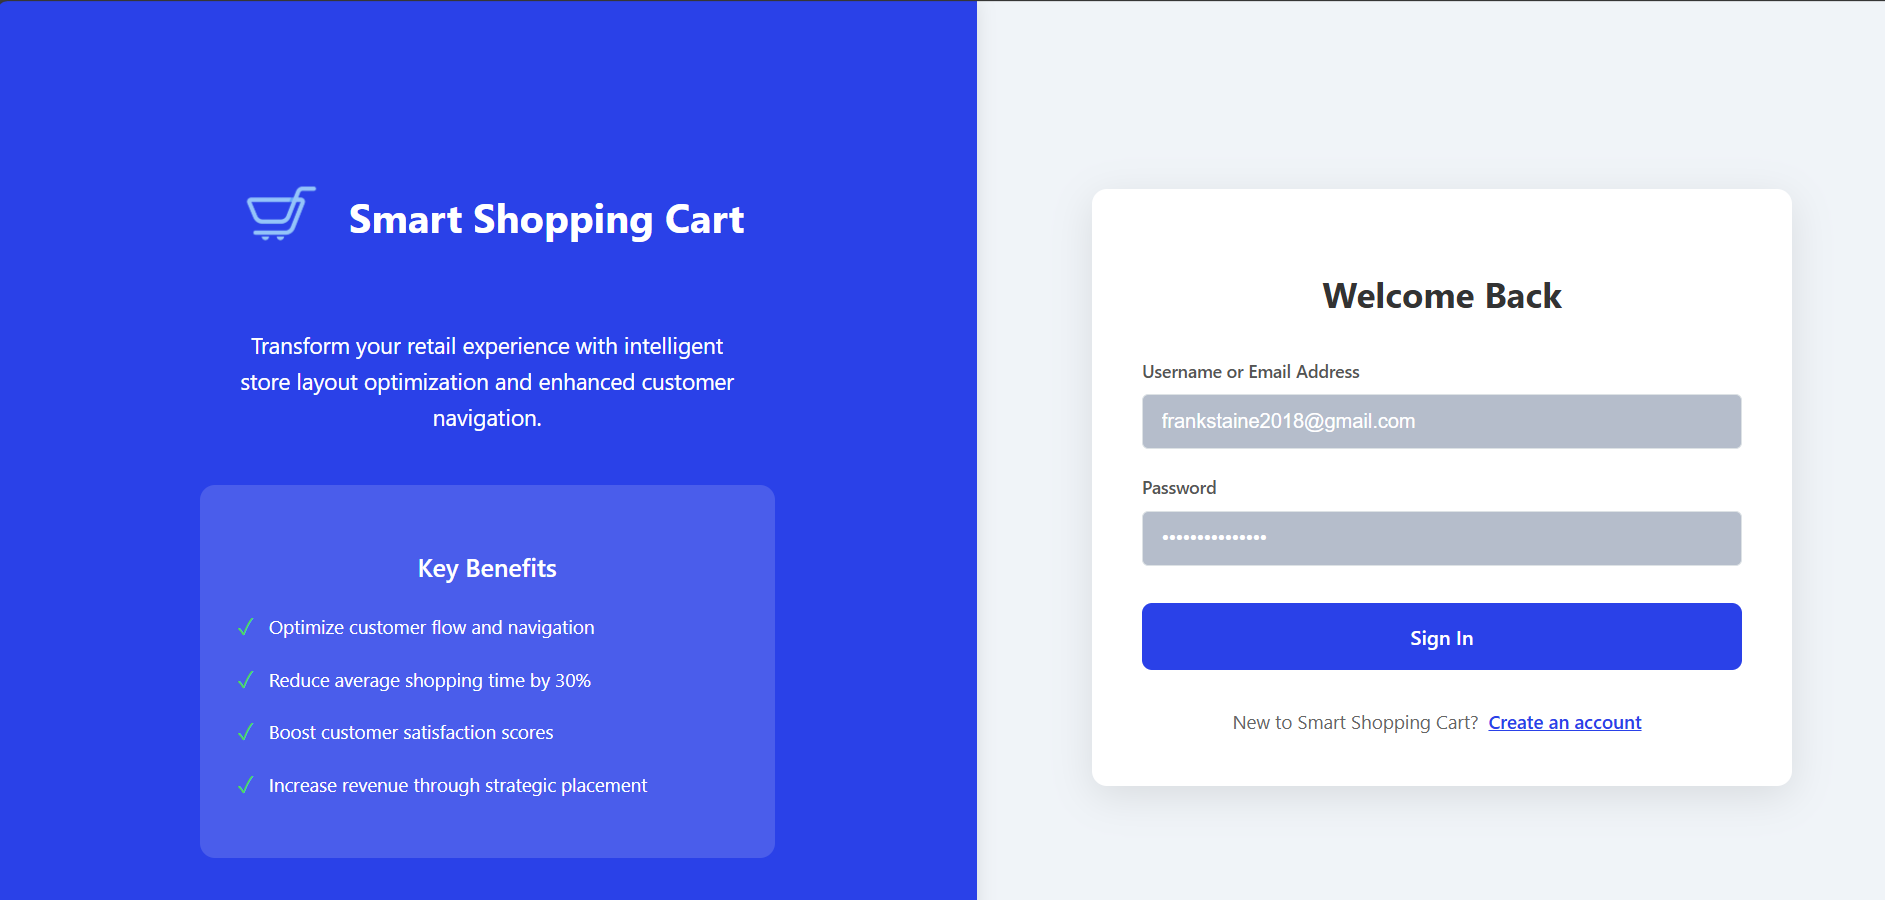 Smart Shopping Cart
Transform your retail experience with intelligent
store layout optimization and enhanced customer
navigation.
Key Benefits
✓ Optimize customer flow and navigation
✓ Reduce average shopping time by 30%
✓ Boost customer satisfaction scores
✓ Increase revenue through strategic placement
Welcome Back
Username or Email Address
frankstaine2018@gmail.com
Password
•••••••••••••••
Sign In
New to Smart Shopping Cart? Create an account